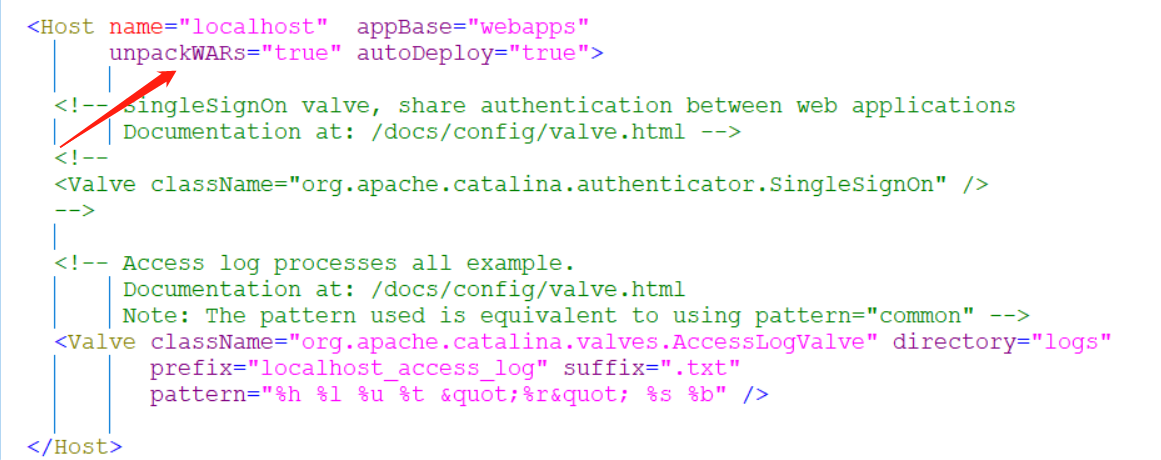 <Host name="localhost"  appBase="webapps"
      unpackWARs="true" autoDeploy="true">
  <!-- SingleSignOn valve, share authentication between web applications
       Documentation at: /docs/config/valve.html -->
  <!--
  <Valve className="org.apache.catalina.authenticator.SingleSignOn" />
  -->
  <!-- Access log processes all example.
       Documentation at: /docs/config/valve.html
       Note: The pattern used is equivalent to using pattern="common" -->
  <Valve className="org.apache.catalina.valves.AccessLogValve" directory="logs"
         prefix="localhost_access_log" suffix=".txt"
         pattern="%h %l %u %t &quot;%r&quot; %s %b" />
</Host>